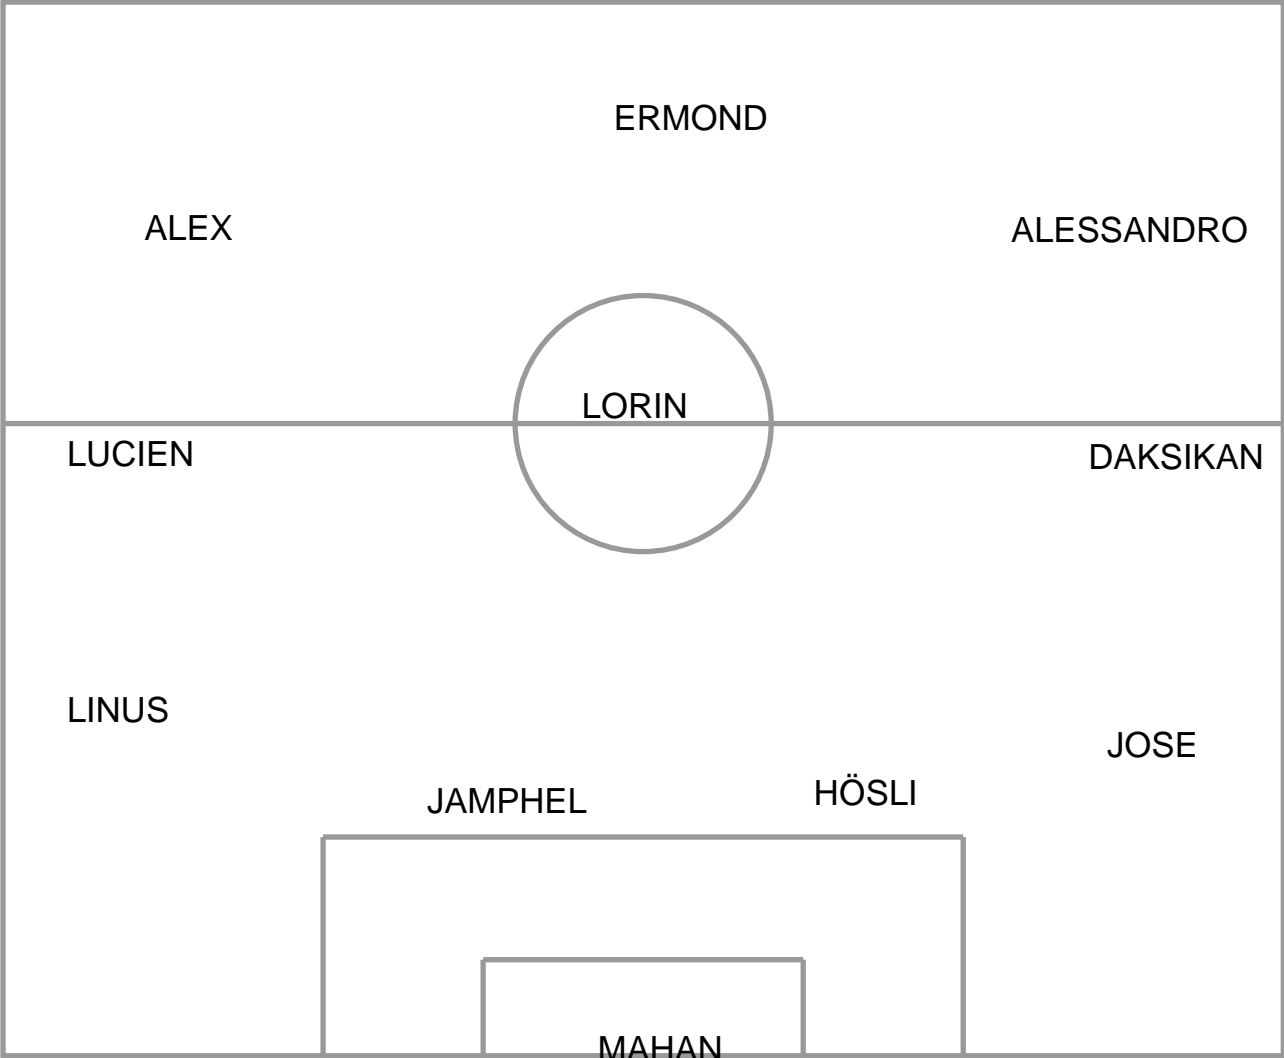 ERMOND
ALEX
ALESSANDRO
LORIN
LUCIEN
DAKSIKAN
LINUS
JOSE
JAMPHEL
HÖSLI
MAHAN